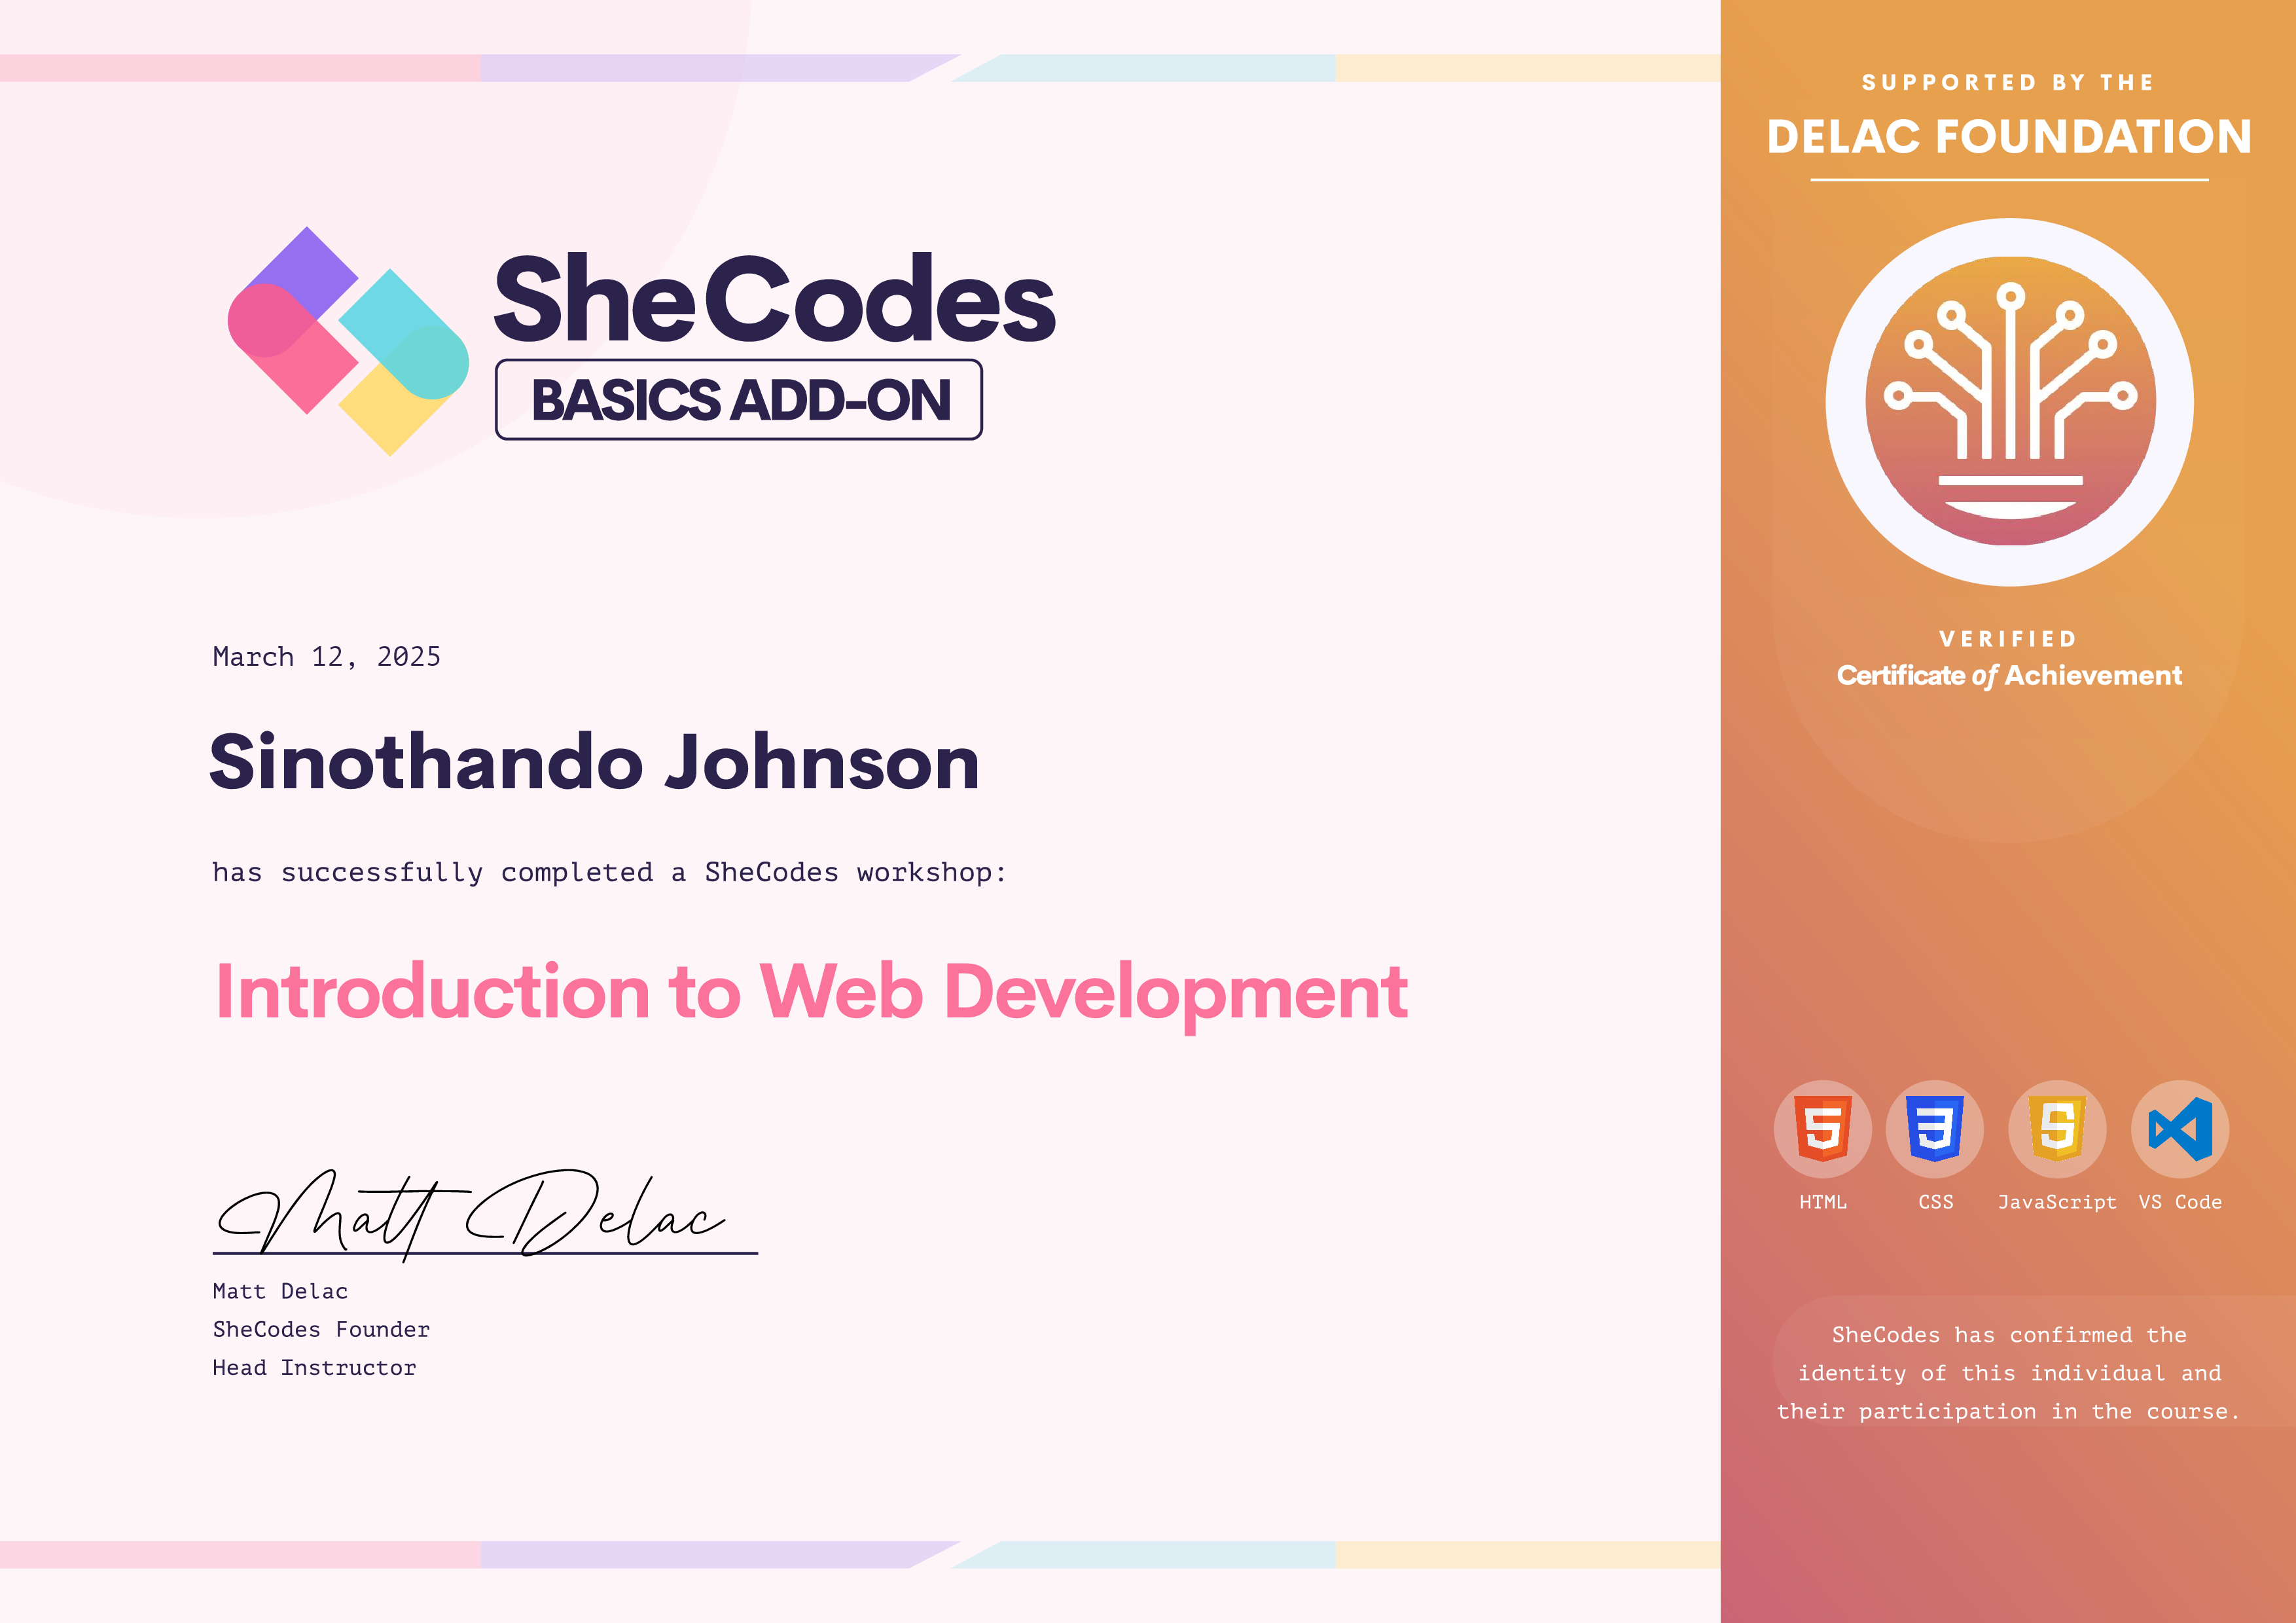 SheCodes
BASICS ADD-ON
March 12, 2025
Sinothando Johnson
has successfully completed a SheCodes workshop:
Introduction to Web Development
Matt Delac
Matt Delac
SheCodes Founder
Head Instructor
SUPPORTED BY THE
DELAC FOUNDATION
VERIFIED
Certificate of Achievement
HTML CSS JavaScript VS Code
SheCodes has confirmed the
identity of this individual and
their participation in the course.